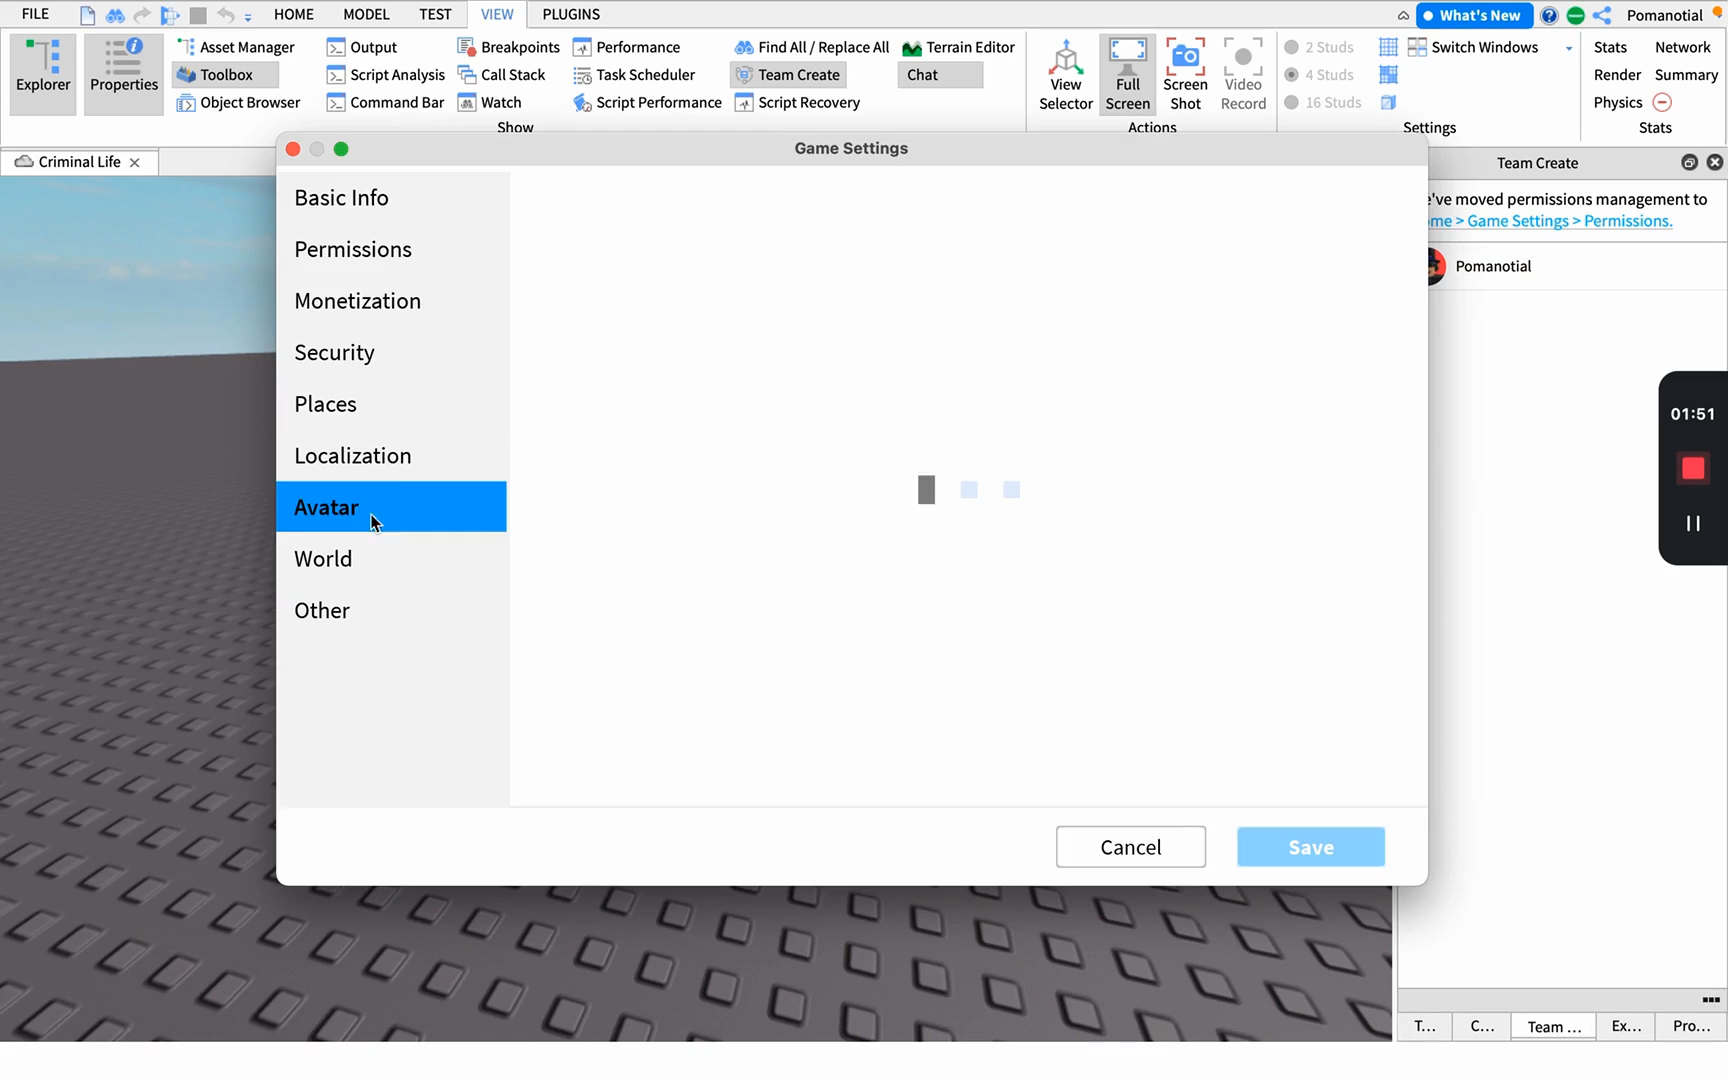 FILE HOME MODEL TEST VIEW PLUGINS What's New Pomanotial
Explorer
Properties
Asset Manager
Toolbox
Object Browser
Output
Script Analysis
Command Bar
Breakpoints
Call Stack
Watch
Performance
Task Scheduler
Script Performance
Find All / Replace All
Team Create
Script Recovery
Terrain Editor
Chat
Show
View
Selector
Full
Screen
Screen
Shot
Video
Record
Actions
2 Studs
4 Studs
16 Studs
Switch Windows
Settings
Stats
Network
Render
Summary
Physics
Stats
Criminal Life
Game Settings
Basic Info
Permissions
Monetization
Security
Places
Localization
Avatar
World
Other
Cancel
Save
Team Create
e've moved permissions management to
me > Game Settings > Permissions.
Pomanotial
01:51
T... C... Team ... Ex... Pro...